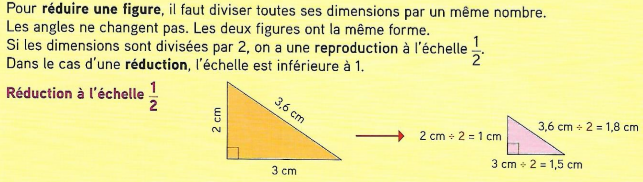 Pour réduire une figure, il faut diviser toutes ses dimensions par un même nombre.
Les angles ne changent pas. Les deux figures ont la même forme.
Si les dimensions sont divisées par 2, on a une reproduction à l'échelle 1/2.
Dans le cas d'une réduction, l'échelle est inférieure à 1.
Réduction à l'échelle 1/2
2 cm
3,6 cm
3 cm
2 cm ÷ 2 = 1 cm
3,6 cm ÷ 2 = 1,8 cm
3 cm ÷ 2 = 1,5 cm